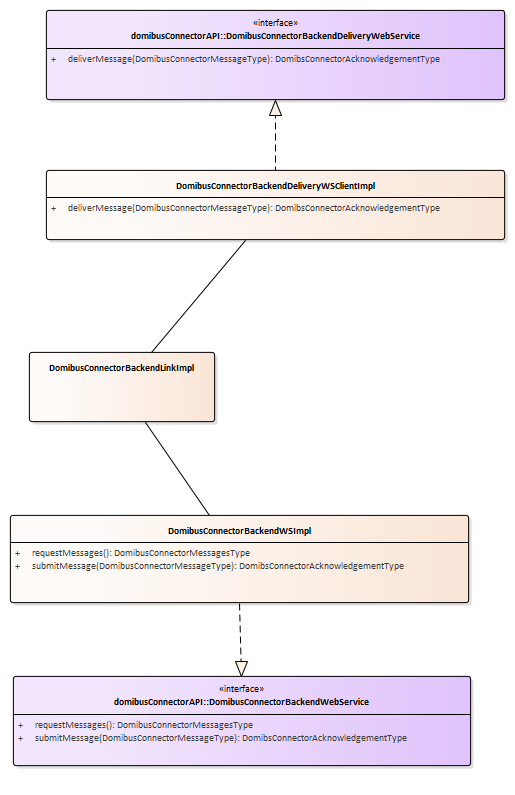 «interface»
domibusConnectorAPI::DomibusConnectorBackendDeliveryWebService
+ deliverMessage(DomibusConnectorMessageType): DomibsConnectorAcknowledgementType
DomibusConnectorBackendDeliveryWSClientImpl
+ deliverMessage(DomibusConnectorMessageType): DomibsConnectorAcknowledgementType
DomibusConnectorBackendLinkImpl
DomibusConnectorBackendWSImpl
+ requestMessages(): DomibusConnectorMessagesType
+ submitMessage(DomibusConnectorMessageType): DomibsConnectorAcknowledgementType
«interface»
domibusConnectorAPI::DomibusConnectorBackendWebService
+ requestMessages(): DomibusConnectorMessagesType
+ submitMessage(DomibusConnectorMessageType): DomibsConnectorAcknowledgementType